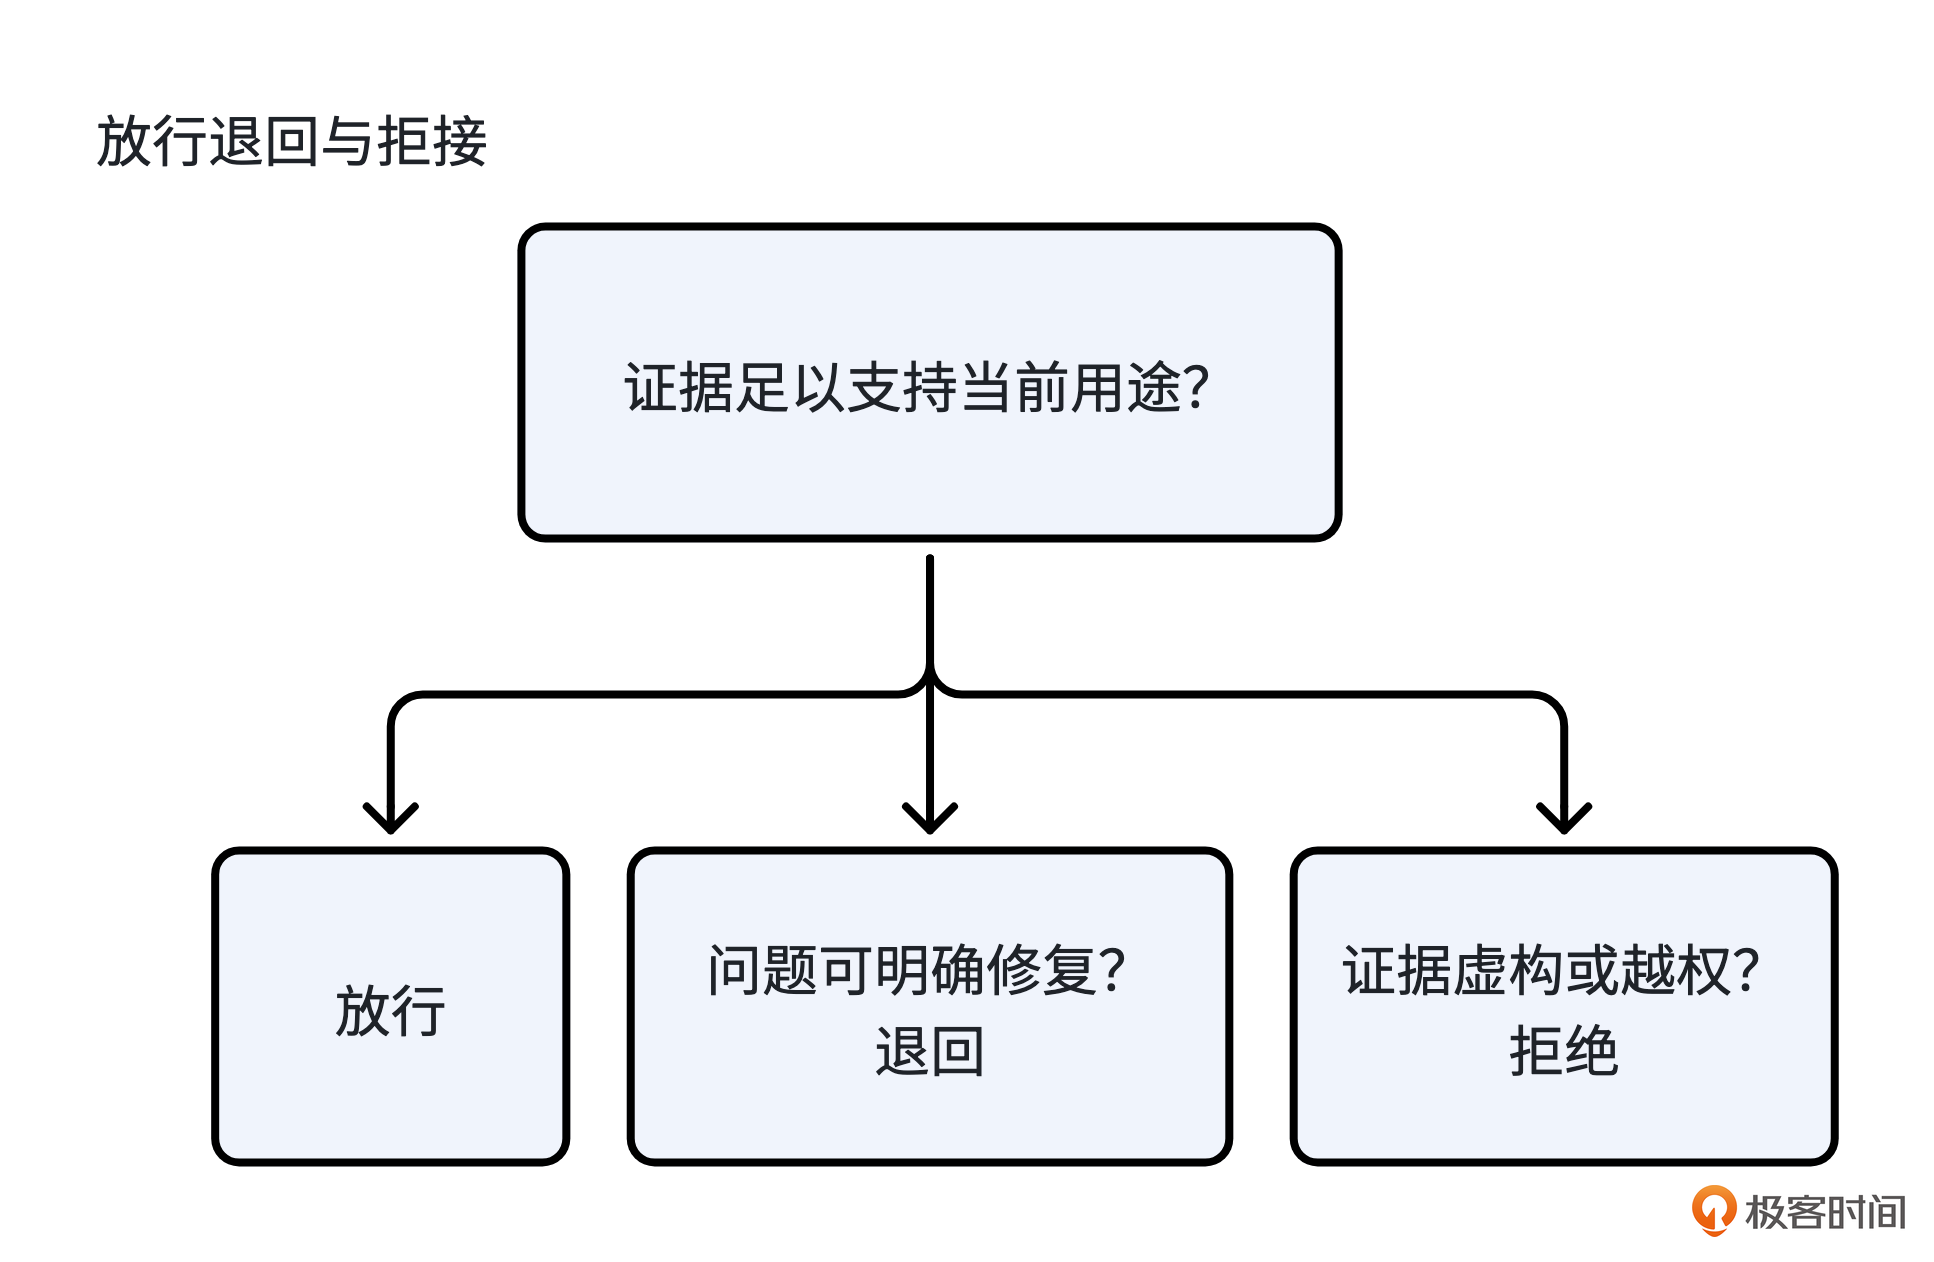 放行退回与拒接
证据足以支持当前用途？
放行
问题可明确修复？
退回
证据虚构或越权？
拒绝
极客时间